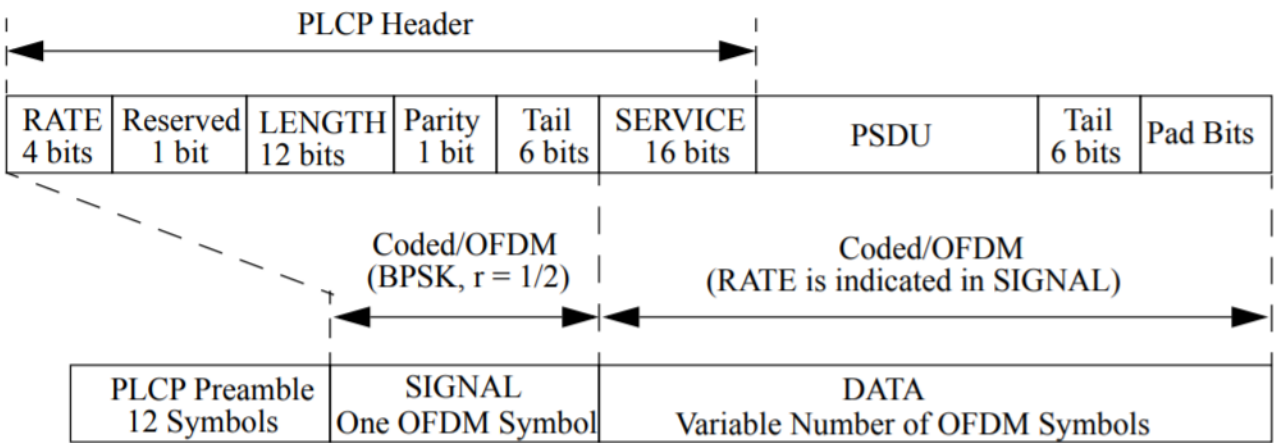 PLCP Header
RATE
4 bits
Reserved
1 bit
LENGTH
12 bits
Parity
1 bit
Tail
6 bits
SERVICE
16 bits
PSDU
Tail
6 bits
Pad Bits
Coded/OFDM
(BPSK, r = 1/2)
Coded/OFDM
(RATE is indicated in SIGNAL)
PLCP Preamble
12 Symbols
SIGNAL
One OFDM Symbol
DATA
Variable Number of OFDM Symbols